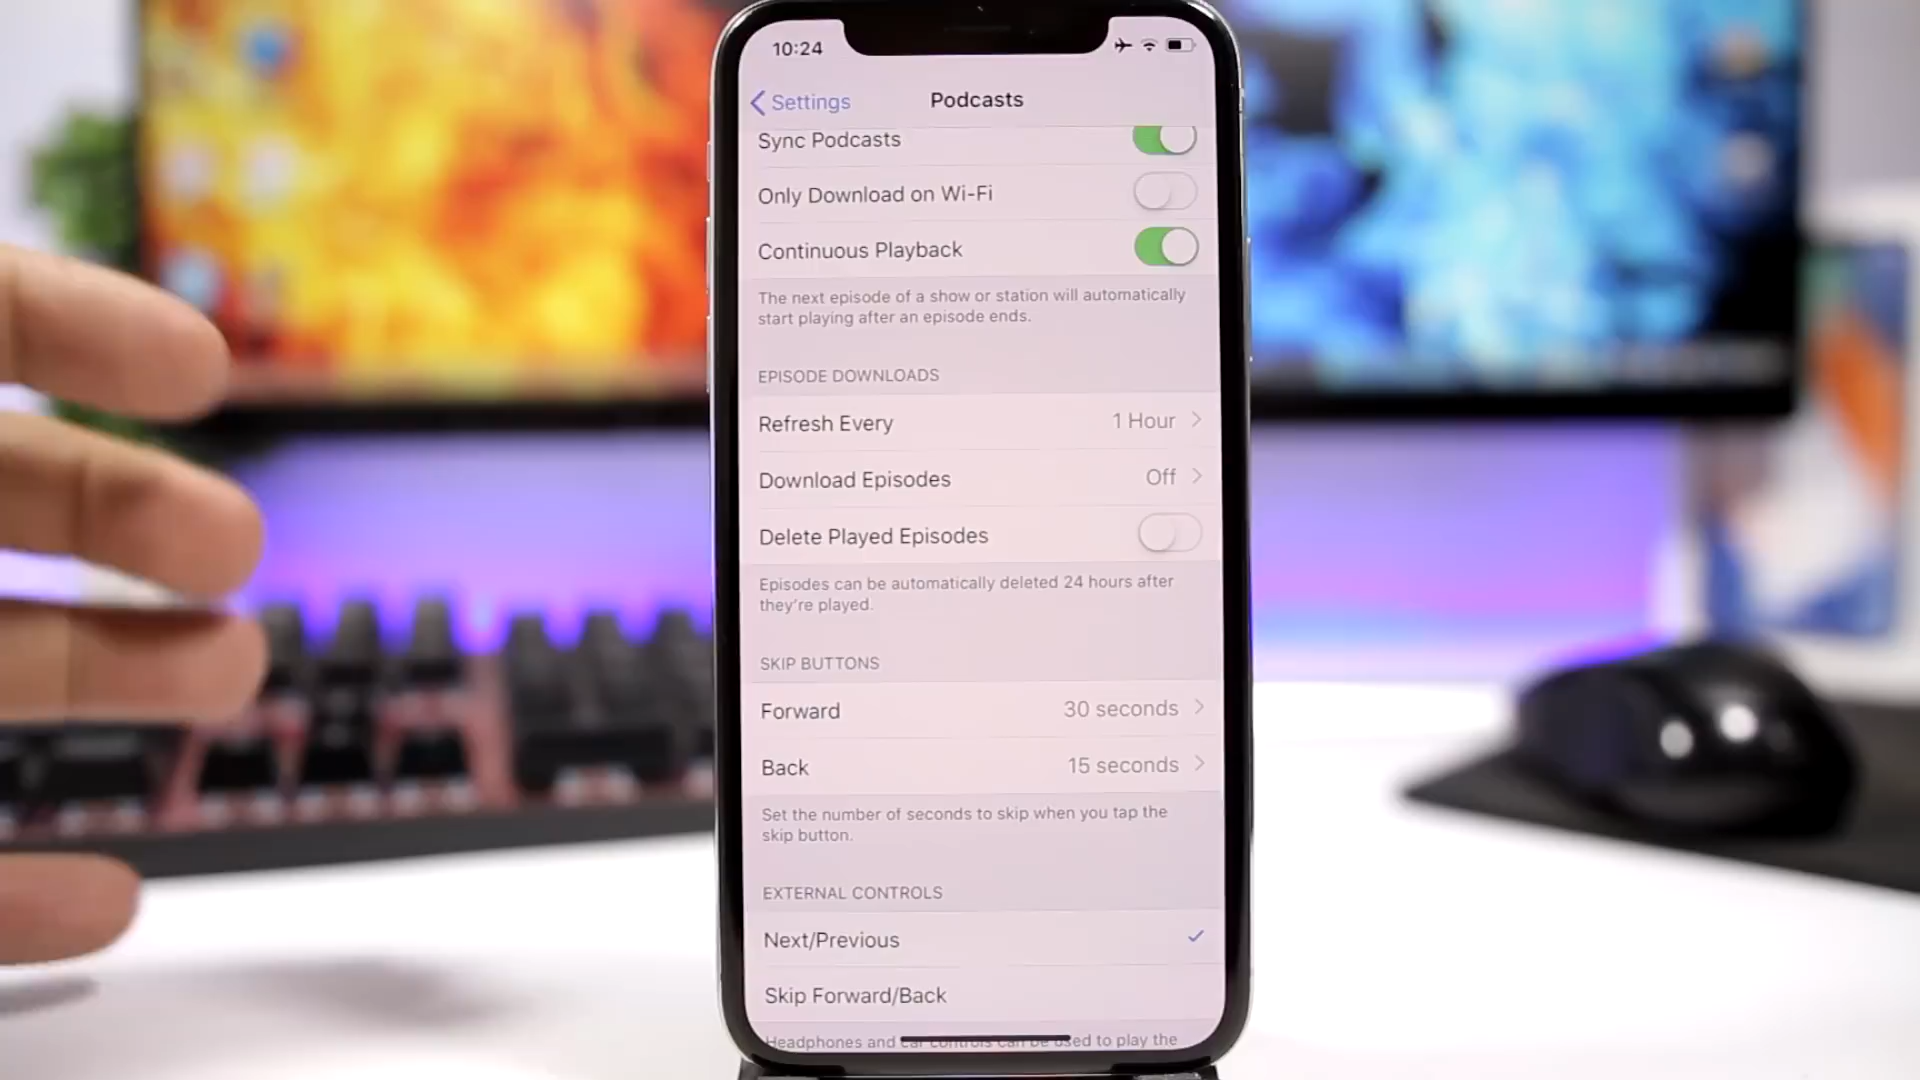 10:24
Settings
Podcasts
Sync Podcasts
Only Download on Wi-Fi
Continuous Playback
The next episode of a show or station will automatically
start playing after an episode ends.
EPISODE DOWNLOADS
Refresh Every 1 Hour
Download Episodes Off
Delete Played Episodes
Episodes can be automatically deleted 24 hours after
they're played.
SKIP BUTTONS
Forward 30 seconds
Back 15 seconds
Set the number of seconds to skip when you tap the
skip button.
EXTERNAL CONTROLS
Next/Previous
Skip Forward/Back
Headphones and car controls can be used to play the